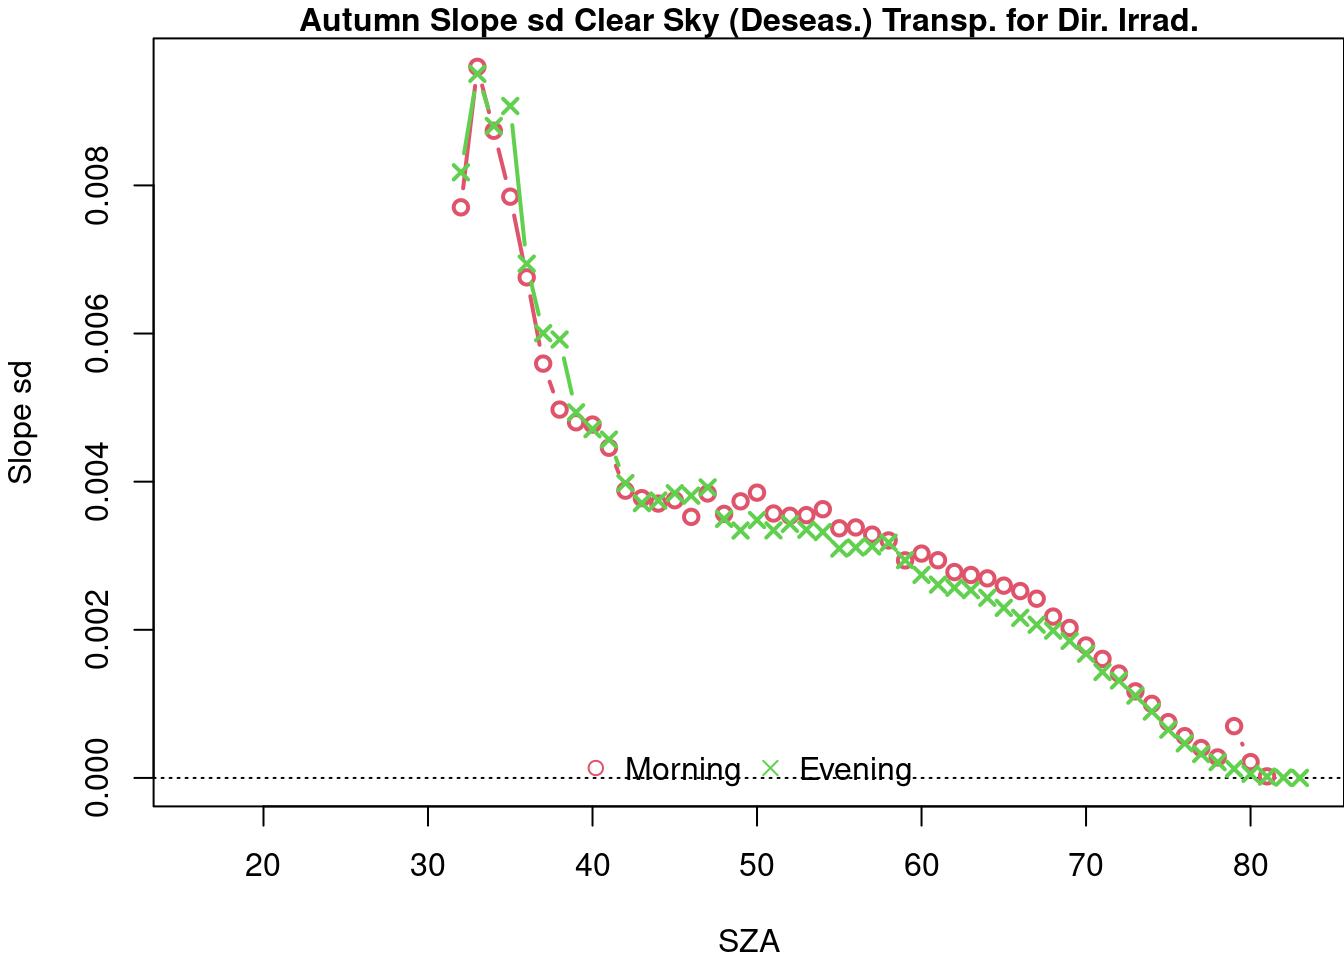 Autumn Slope sd Clear Sky (Deseas.) Transp. for Dir. Irrad.
Slope sd
0.008
0.006
0.004
0.002
0.000
Morning Evening
20 30 40 50 60 70 80
SZA